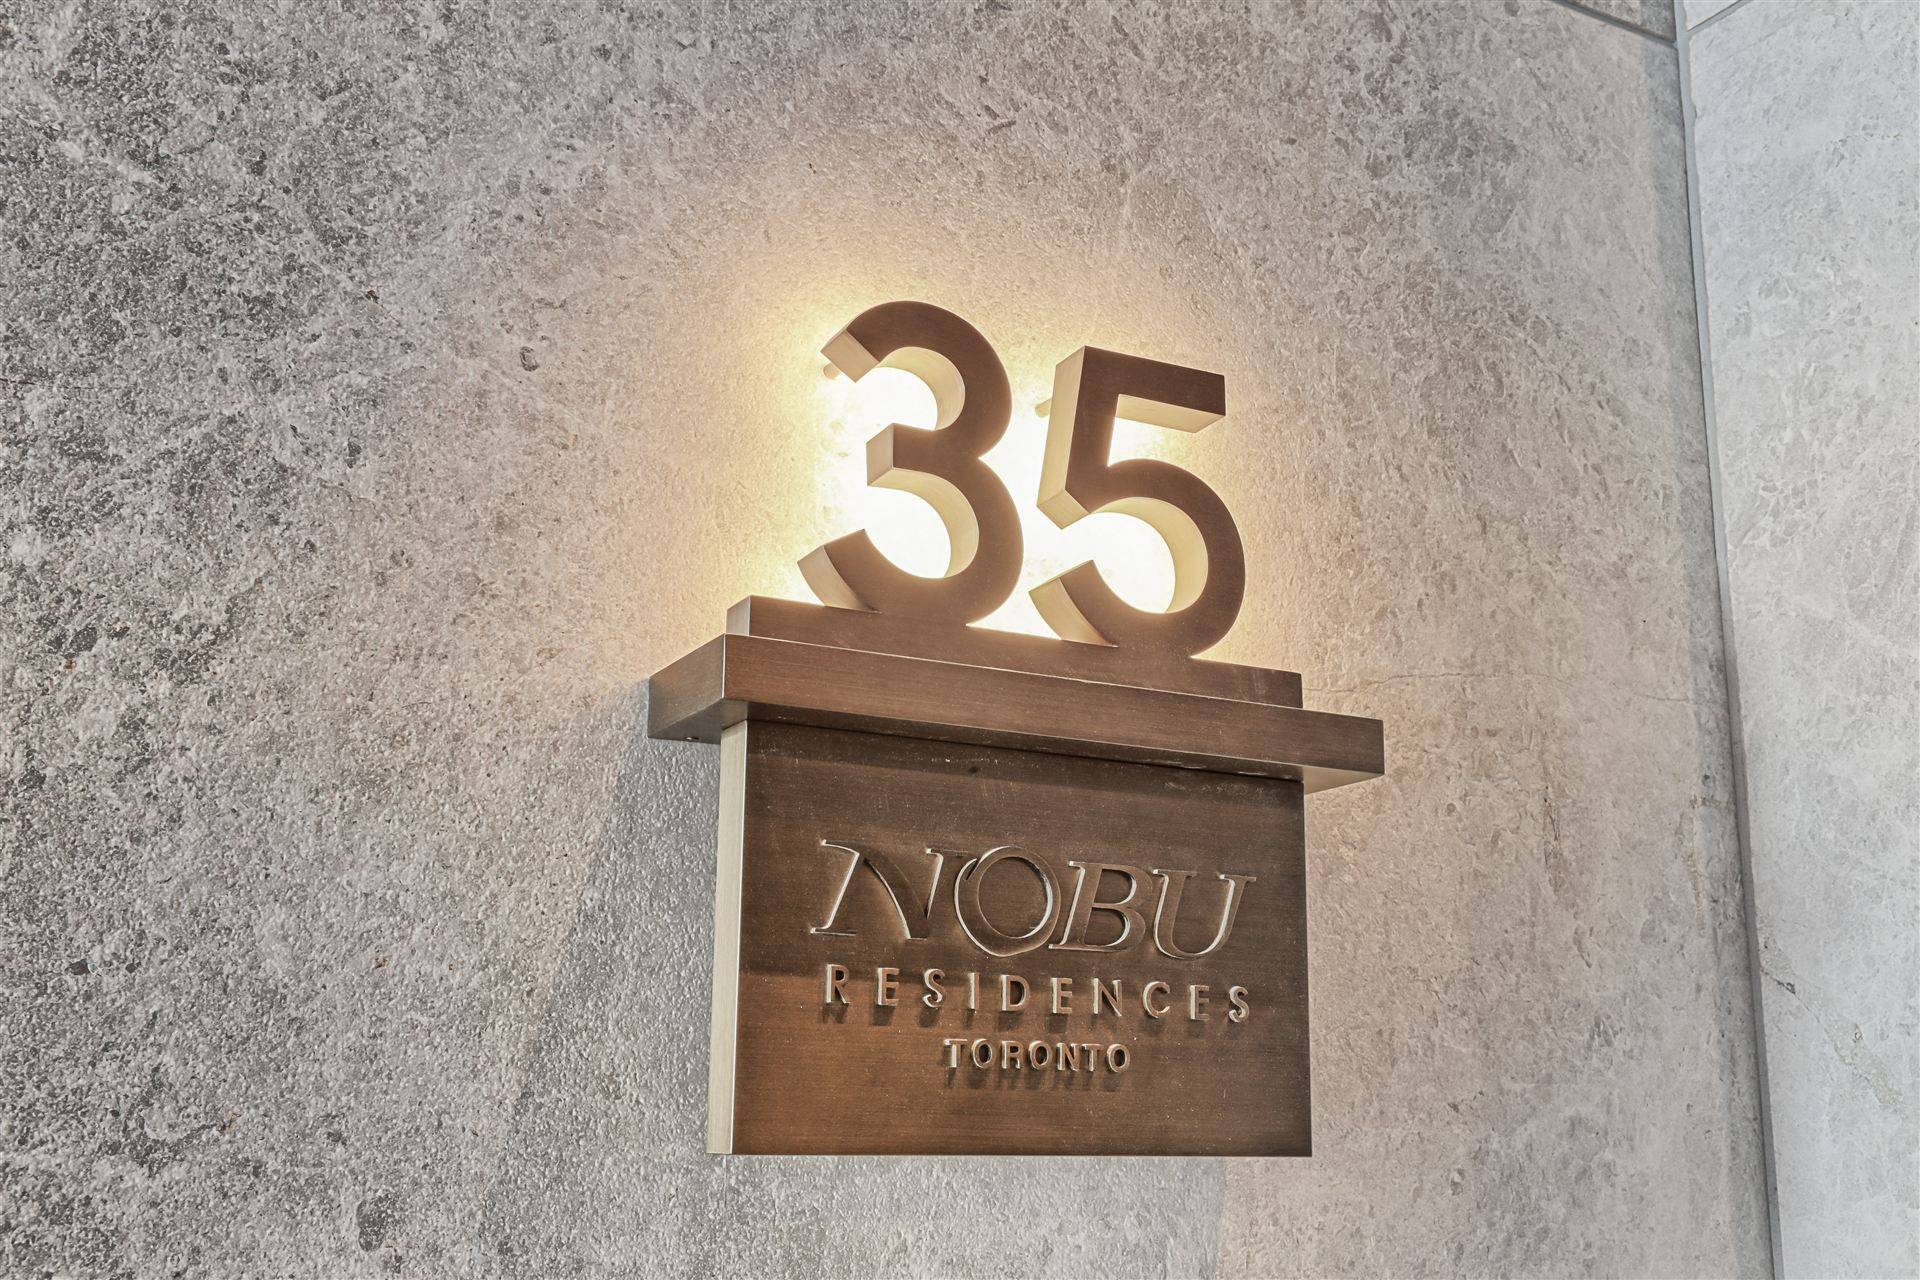 35
NOBU
RESIDENCES
TORONTO